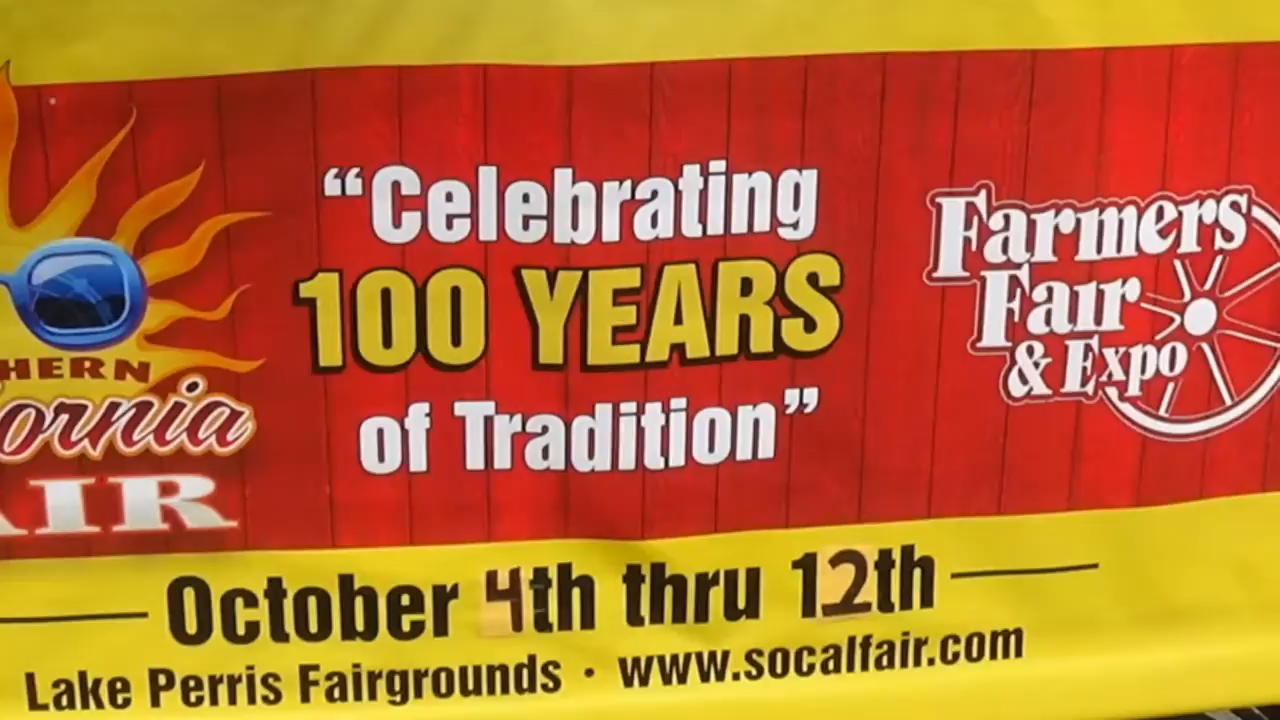 HERN
ornia
AIR
“Celebrating
100 YEARS
of Tradition”
Farmers
Fair
& Expo
October 4th thru 12th
Lake Perris Fairgrounds · www.socalfair.com